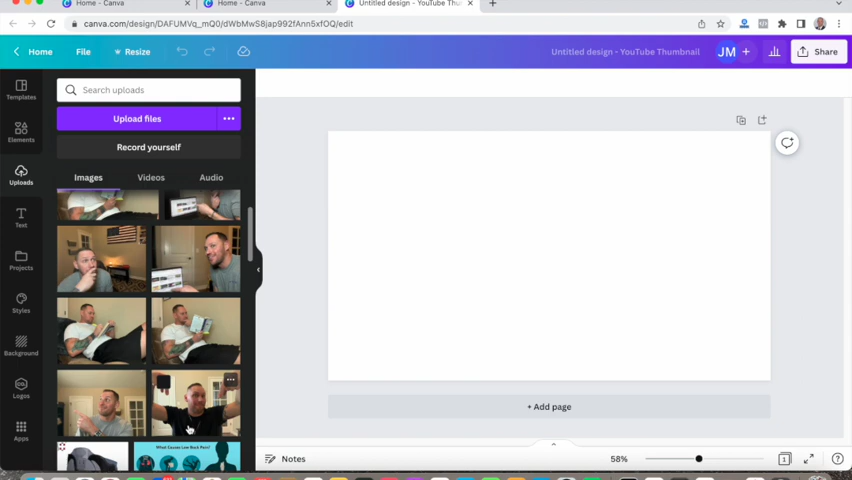 Home - Canva
Home - Canva
Untitled design - YouTube Thu
canva.com/design/DAFUMVq_mQ0/dWbMwS8jap992fAnn5xfOQ/edit
Home
File
Resize
Untitled design - YouTube Thumbnail
JM
Share
Templates
Search uploads
Upload files
Elements
Record yourself
Uploads
Images
Videos
Audio
Text
Projects
Styles
Background
Logos
Apps
+ Add page
What Causes Low Back Pain?
Notes
58%
1